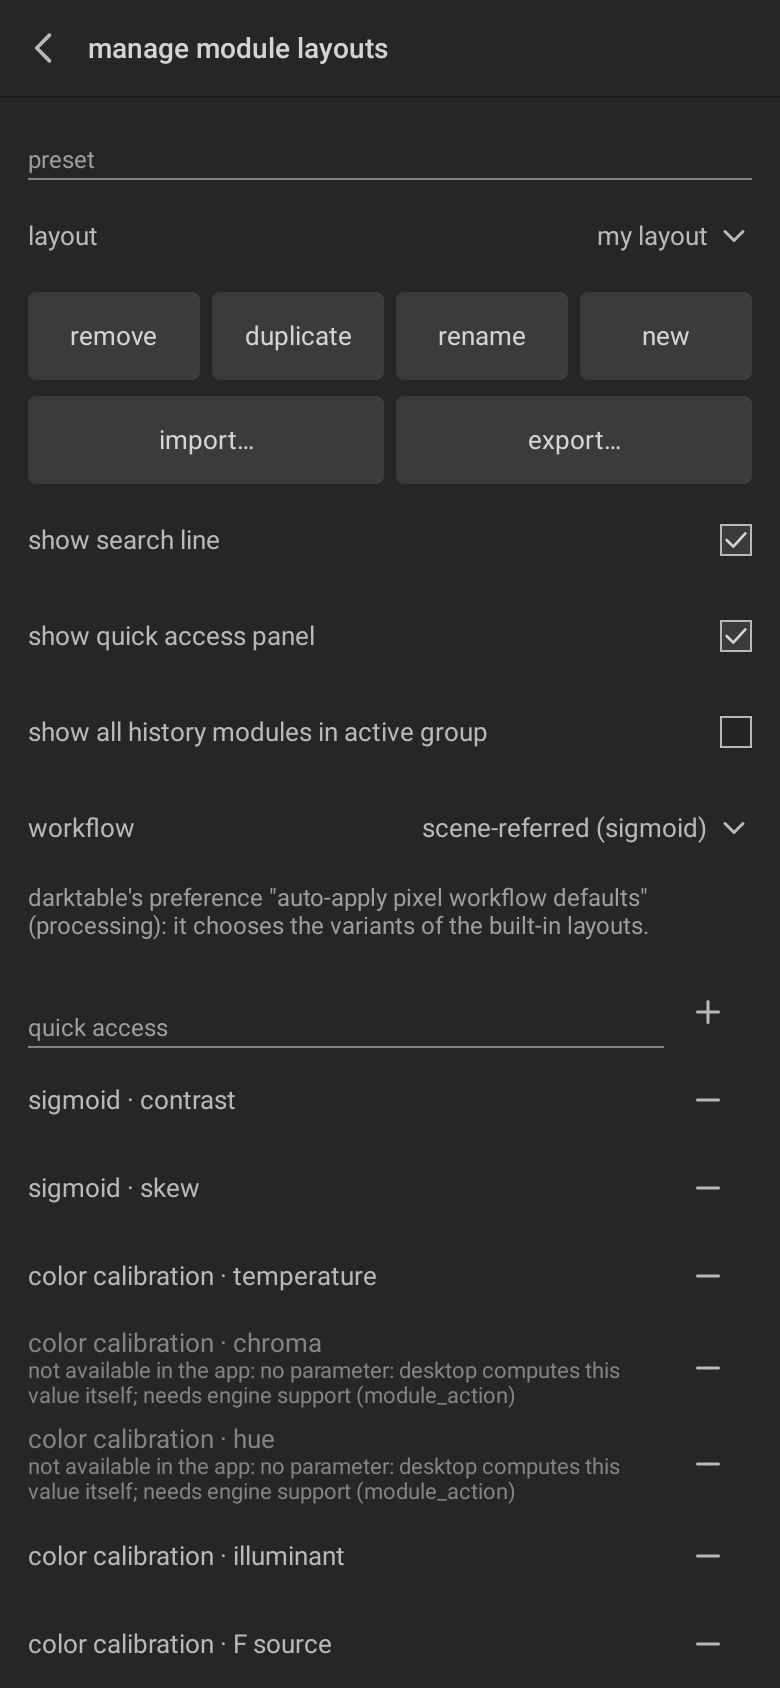 manage module layouts
preset
layout
my layout
remove
duplicate
rename
new
import…
export…
show search line
show quick access panel
show all history modules in active group
workflow
scene-referred (sigmoid)
darktable's preference "auto-apply pixel workflow defaults"
(processing): it chooses the variants of the built-in layouts.
quick access
sigmoid · contrast
sigmoid · skew
color calibration · temperature
color calibration · chroma
not available in the app: no parameter: desktop computes this
value itself; needs engine support (module_action)
color calibration · hue
not available in the app: no parameter: desktop computes this
value itself; needs engine support (module_action)
color calibration · illuminant
color calibration · F source